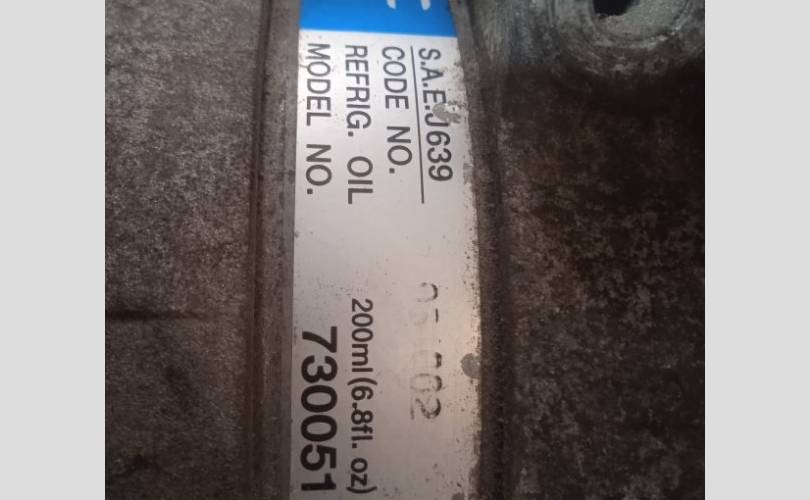 S.A.E.J639
CODE NO.
REFRIG. OIL 200ml (6.8fl. oz)
MODEL NO. 730051